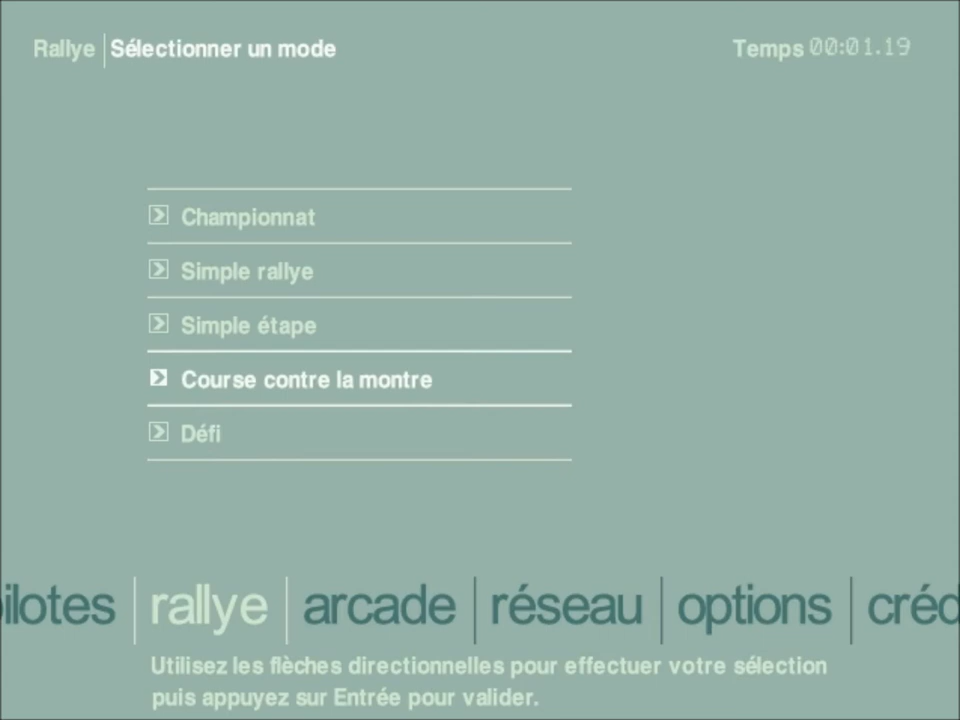 Rallye Sélectionner un mode
Temps 00:01.19
Championnat
Simple rallye
Simple étape
Course contre la montre
Défi
ilotes rallye arcade réseau options créd
Utilisez les flèches directionnelles pour effectuer votre sélection
puis appuyez sur Entrée pour valider.